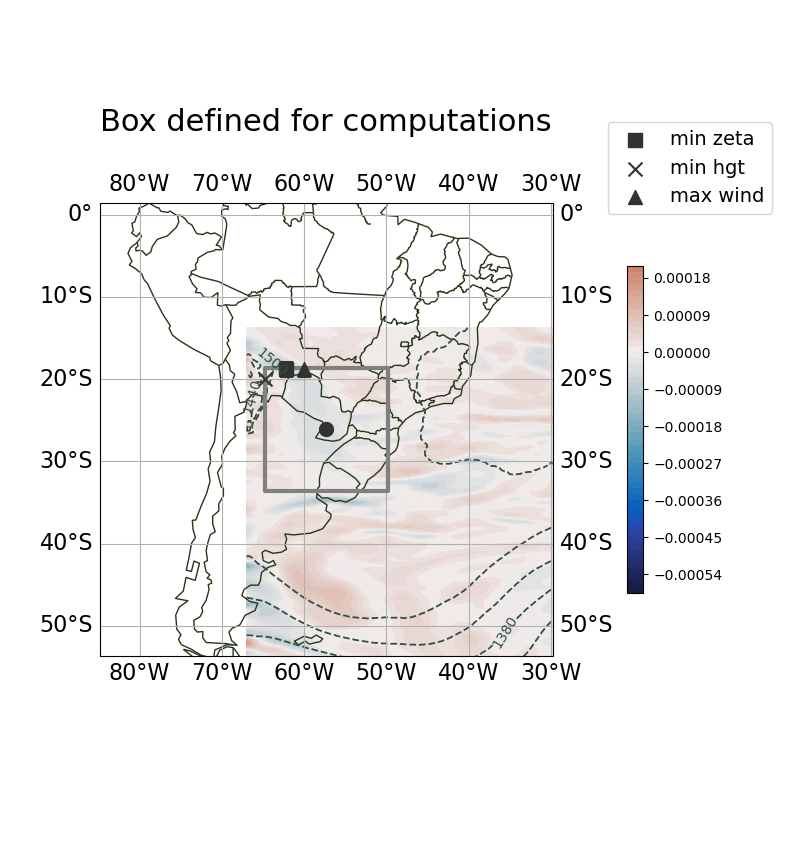 Box defined for computations
min zeta
min hgt
max wind
80°W 70°W 60°W 50°W 40°W 30°W
0° 0°
10°S 10°S
20°S 20°S
30°S 30°S
40°S 40°S
50°S 50°S
80°W 70°W 60°W 50°W 40°W 30°W
1440
1380
0.00018
0.00009
0.00000
−0.00009
−0.00018
−0.00027
−0.00036
−0.00045
−0.00054